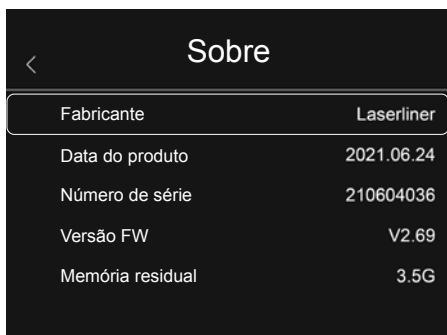 Sobre
Fabricante Laserliner
Data do produto 2021.06.24
Número de série 210604036
Versão FW V2.69
Memória residual 3.5G